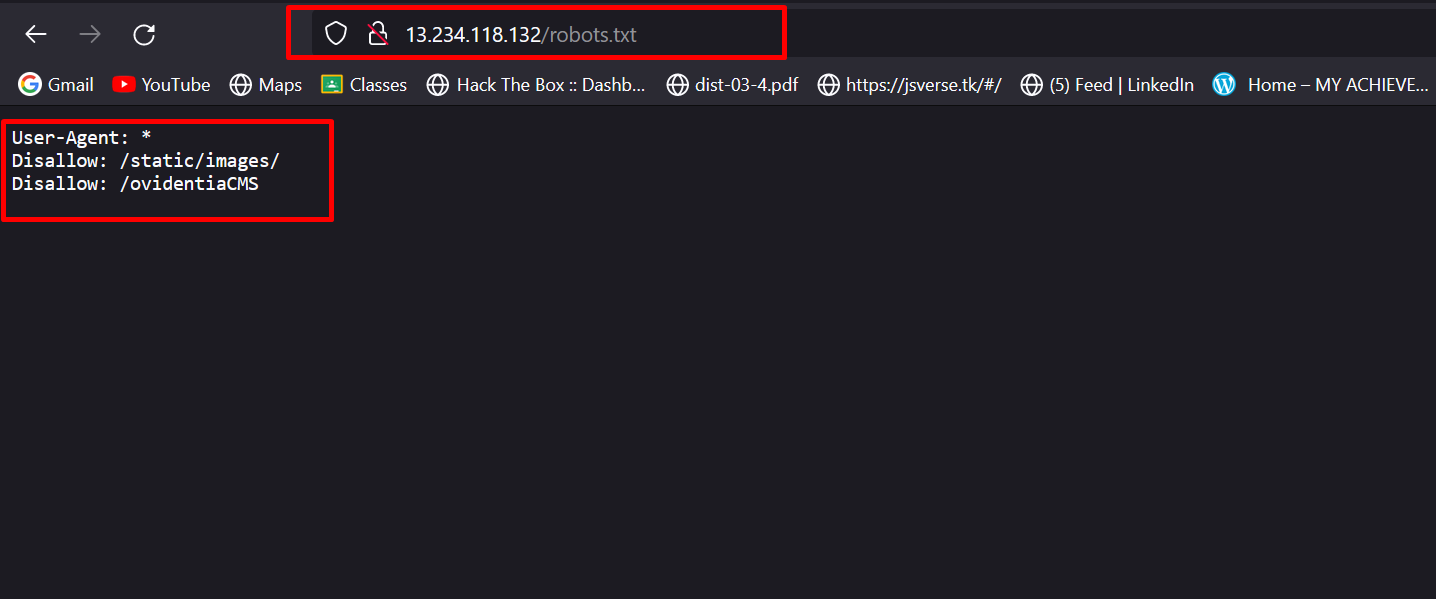 13.234.118.132/robots.txt
Gmail YouTube Maps Classes Hack The Box :: Dashb... dist-03-4.pdf https://jsverse.tk/#/ (5) Feed | LinkedIn Home – MY ACHIEVE...
User-Agent: *
Disallow: /static/images/
Disallow: /ovidentiaCMS